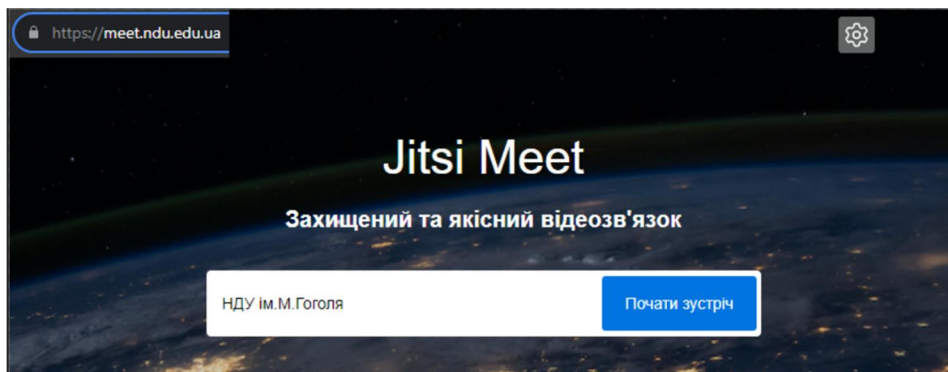 https://meet.ndu.edu.ua
Jitsi Meet
Захищений та якісний відеозв'язок
НДУ ім.М.Гоголя
Почати зустріч